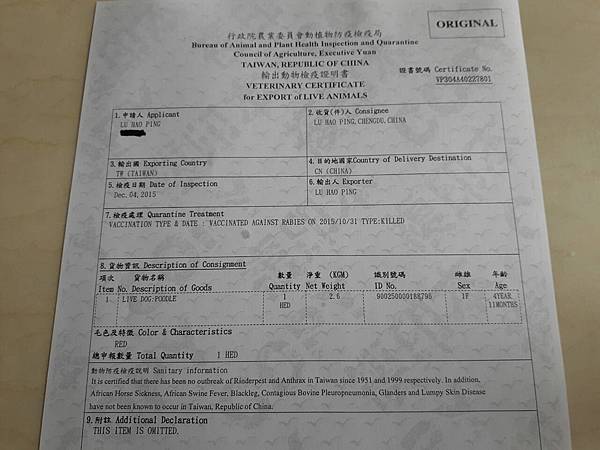 ORIGINAL
行政院農業委員會動植物防疫檢疫局
Bureau of Animal and Plant Health Inspection and Quarantine
Council of Agriculture, Executive Yuan
TAIWAN, REPUBLIC OF CHINA
輸出動物檢疫證明書
VETERINARY CERTIFICATE
for EXPORT of LIVE ANIMALS
證書號碼 Certificate No.
VP304A40227801
1.申請人 Applicant
LU HAO PING
2.收貨(件)人 Consignee
LU HAO PING,CHENGDU,CHINA
3.輸出國 Exporting Country
TW (TAIWAN)
4.目的地國家Country of Delivery Destination
CN (CHINA)
5.檢疫日期 Date of Inspection
Dec. 04, 2015
6.輸出人 Exporter
LU HAO PING
7.檢疫處理 Quarantine Treatment
VACCINATION TYPE & DATE : VACCINATED AGAINST RABIES ON 2015/10/31 TYPE:KILLED
8.貨物資訊 Description of Consignment
項次 貨物名稱 數量 淨重 (KGM) 識別號碼 雌雄 年齡
Item No. Description of Goods Quantity Net Weight ID No. Sex Age
1 LIVE DOG:POODLE 1 2.6 900250000188795 1F 4YEAR
HED 11MONTHS
毛色及特徵 Color & Characteristics
RED
總申報數量 Total Quantity 1 HED
動物防疫檢疫說明 Sanitary information
It is certified that there has been no outbreak of Rinderpest and Anthrax in Taiwan since 1951 and 1999 respectively. In addition,
African Horse Sickness, African Swine Fever, Blackleg, Contagious Bovine Pleuropneumonia, Glanders and Lumpy Skin Disease
have not been known to occur in Taiwan, Republic of China.
9.附註 Additional Declaration
THIS ITEM IS OMITTED.